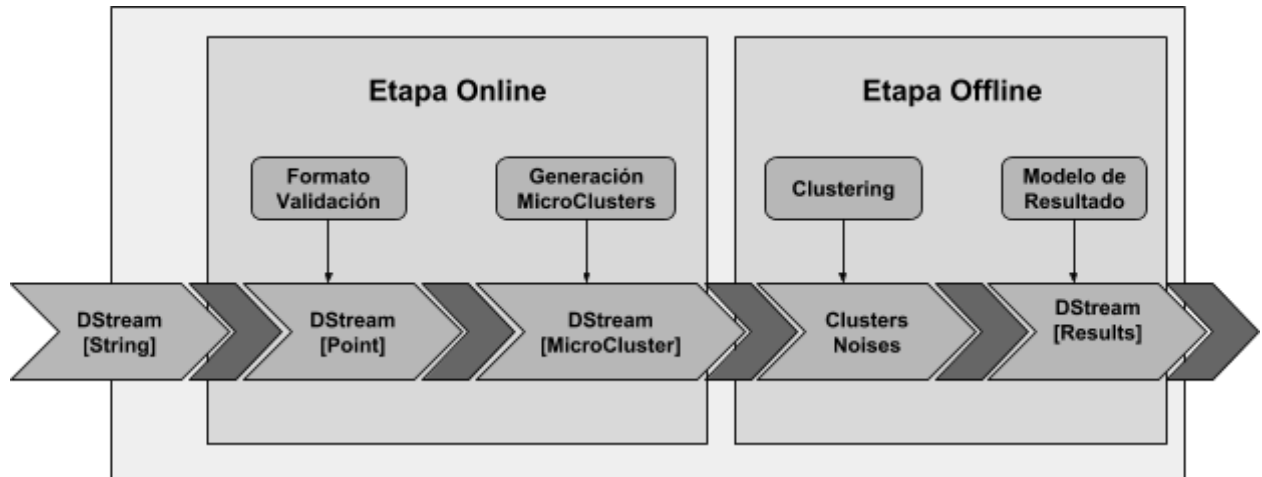 Etapa Online
Etapa Offline
Formato
Validación
Generación
MicroClusters
Clustering
Modelo de
Resultado
DStream
[String]
DStream
[Point]
DStream
[MicroCluster]
Clusters
Noises
DStream
[Results]